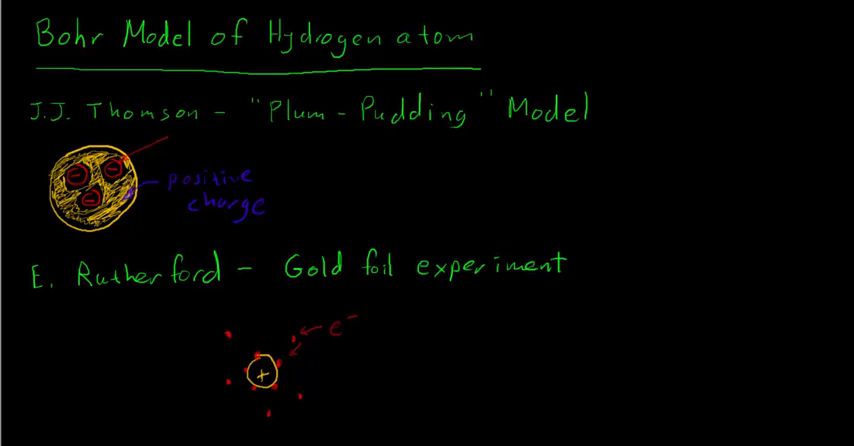 Bohr Model of Hydrogen atom
J.J. Thomson - "Plum-Pudding" Model
- - -
positive
charge
E. Rutherford - Gold foil experiment
e⁻
+